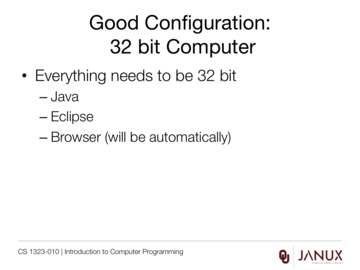 Good Configuration:
32 bit Computer
• Everything needs to be 32 bit
– Java
– Eclipse
– Browser (will be automatically)
CS 1323-010 | Introduction to Computer Programming
JANUX